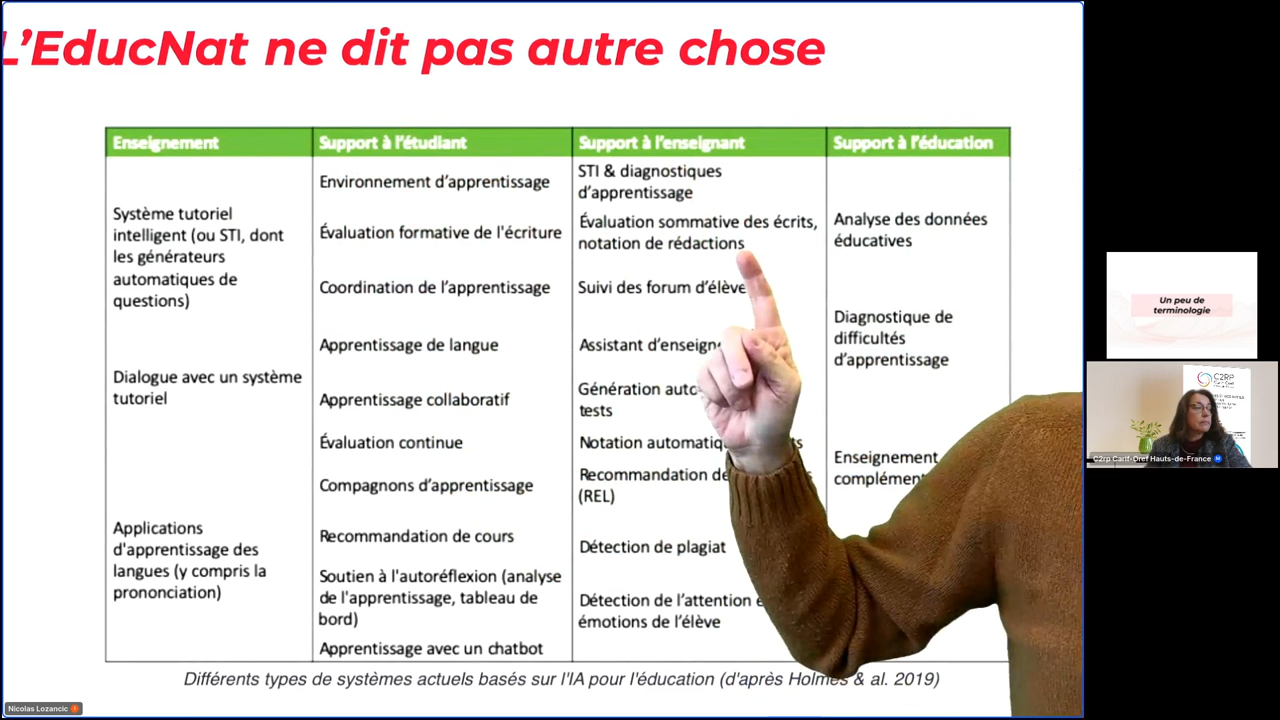 L'EducNat ne dit pas autre chose
Enseignement
Support à l'étudiant
Support à l'enseignant
Support à l'éducation
Système tutoriel
intelligent (ou STI, dont
les générateurs
automatiques de
questions)
Dialogue avec un système
tutoriel
Applications
d'apprentissage des
langues (y compris la
prononciation)
Environnement d'apprentissage
Évaluation formative de l'écriture
Coordination de l'apprentissage
Apprentissage de langue
Apprentissage collaboratif
Évaluation continue
Compagnons d'apprentissage
Recommandation de cours
Soutien à l'autoréflexion (analyse
de l'apprentissage, tableau de
bord)
Apprentissage avec un chatbot
STI & diagnostiques
d'apprentissage
Évaluation sommative des écrits,
notation de rédactions
Suivi des forum d'élève
Assistant
Génération
tests
Notation
Recommandation
(REL)
Détection de plagiat
Détection de l'attention
émotions de l'élève
Analyse des données
éducatives
Diagnostique de
difficultés
d'apprentissage
Enseignement
Différents types de systèmes actuels basés sur l'IA pour l'éducation (d'après Holmes & al. 2019)
Nicolas Lozancic
Un peu de
terminologie
C2RP
C2rp Carif-Oref Hauts-de-France